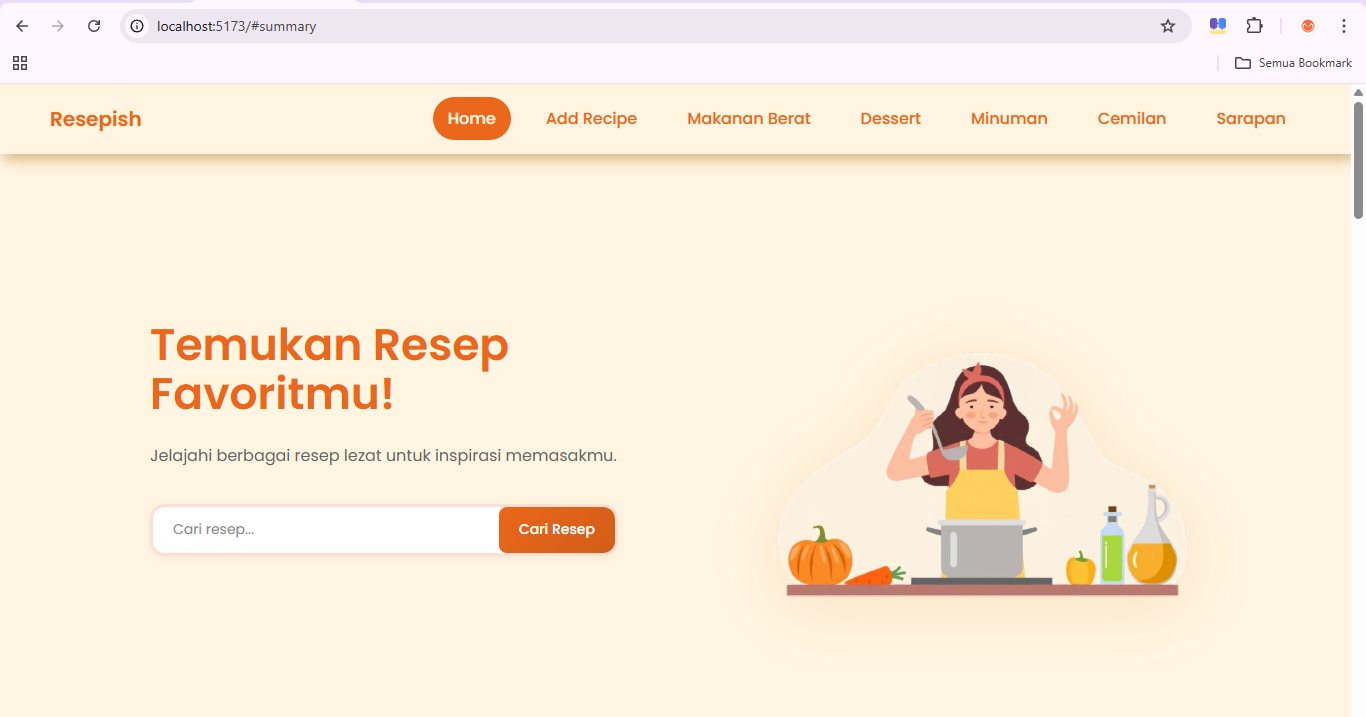 localhost:5173/#summary
Semua Bookmark
Resepish
Home
Add Recipe
Makanan Berat
Dessert
Minuman
Cemilan
Sarapan
Temukan Resep
Favoritmu!
Jelajahi berbagai resep lezat untuk inspirasi memasakmu.
Cari resep...
Cari Resep